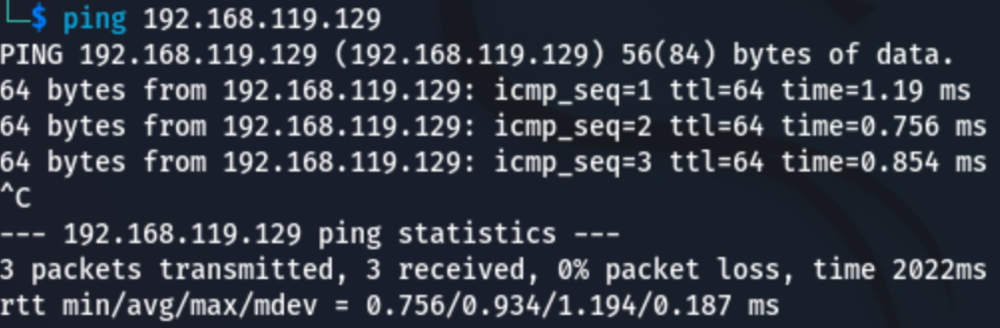 └─$ ping 192.168.119.129
PING 192.168.119.129 (192.168.119.129) 56(84) bytes of data.
64 bytes from 192.168.119.129: icmp_seq=1 ttl=64 time=1.19 ms
64 bytes from 192.168.119.129: icmp_seq=2 ttl=64 time=0.756 ms
64 bytes from 192.168.119.129: icmp_seq=3 ttl=64 time=0.854 ms
^C
--- 192.168.119.129 ping statistics ---
3 packets transmitted, 3 received, 0% packet loss, time 2022ms
rtt min/avg/max/mdev = 0.756/0.934/1.194/0.187 ms